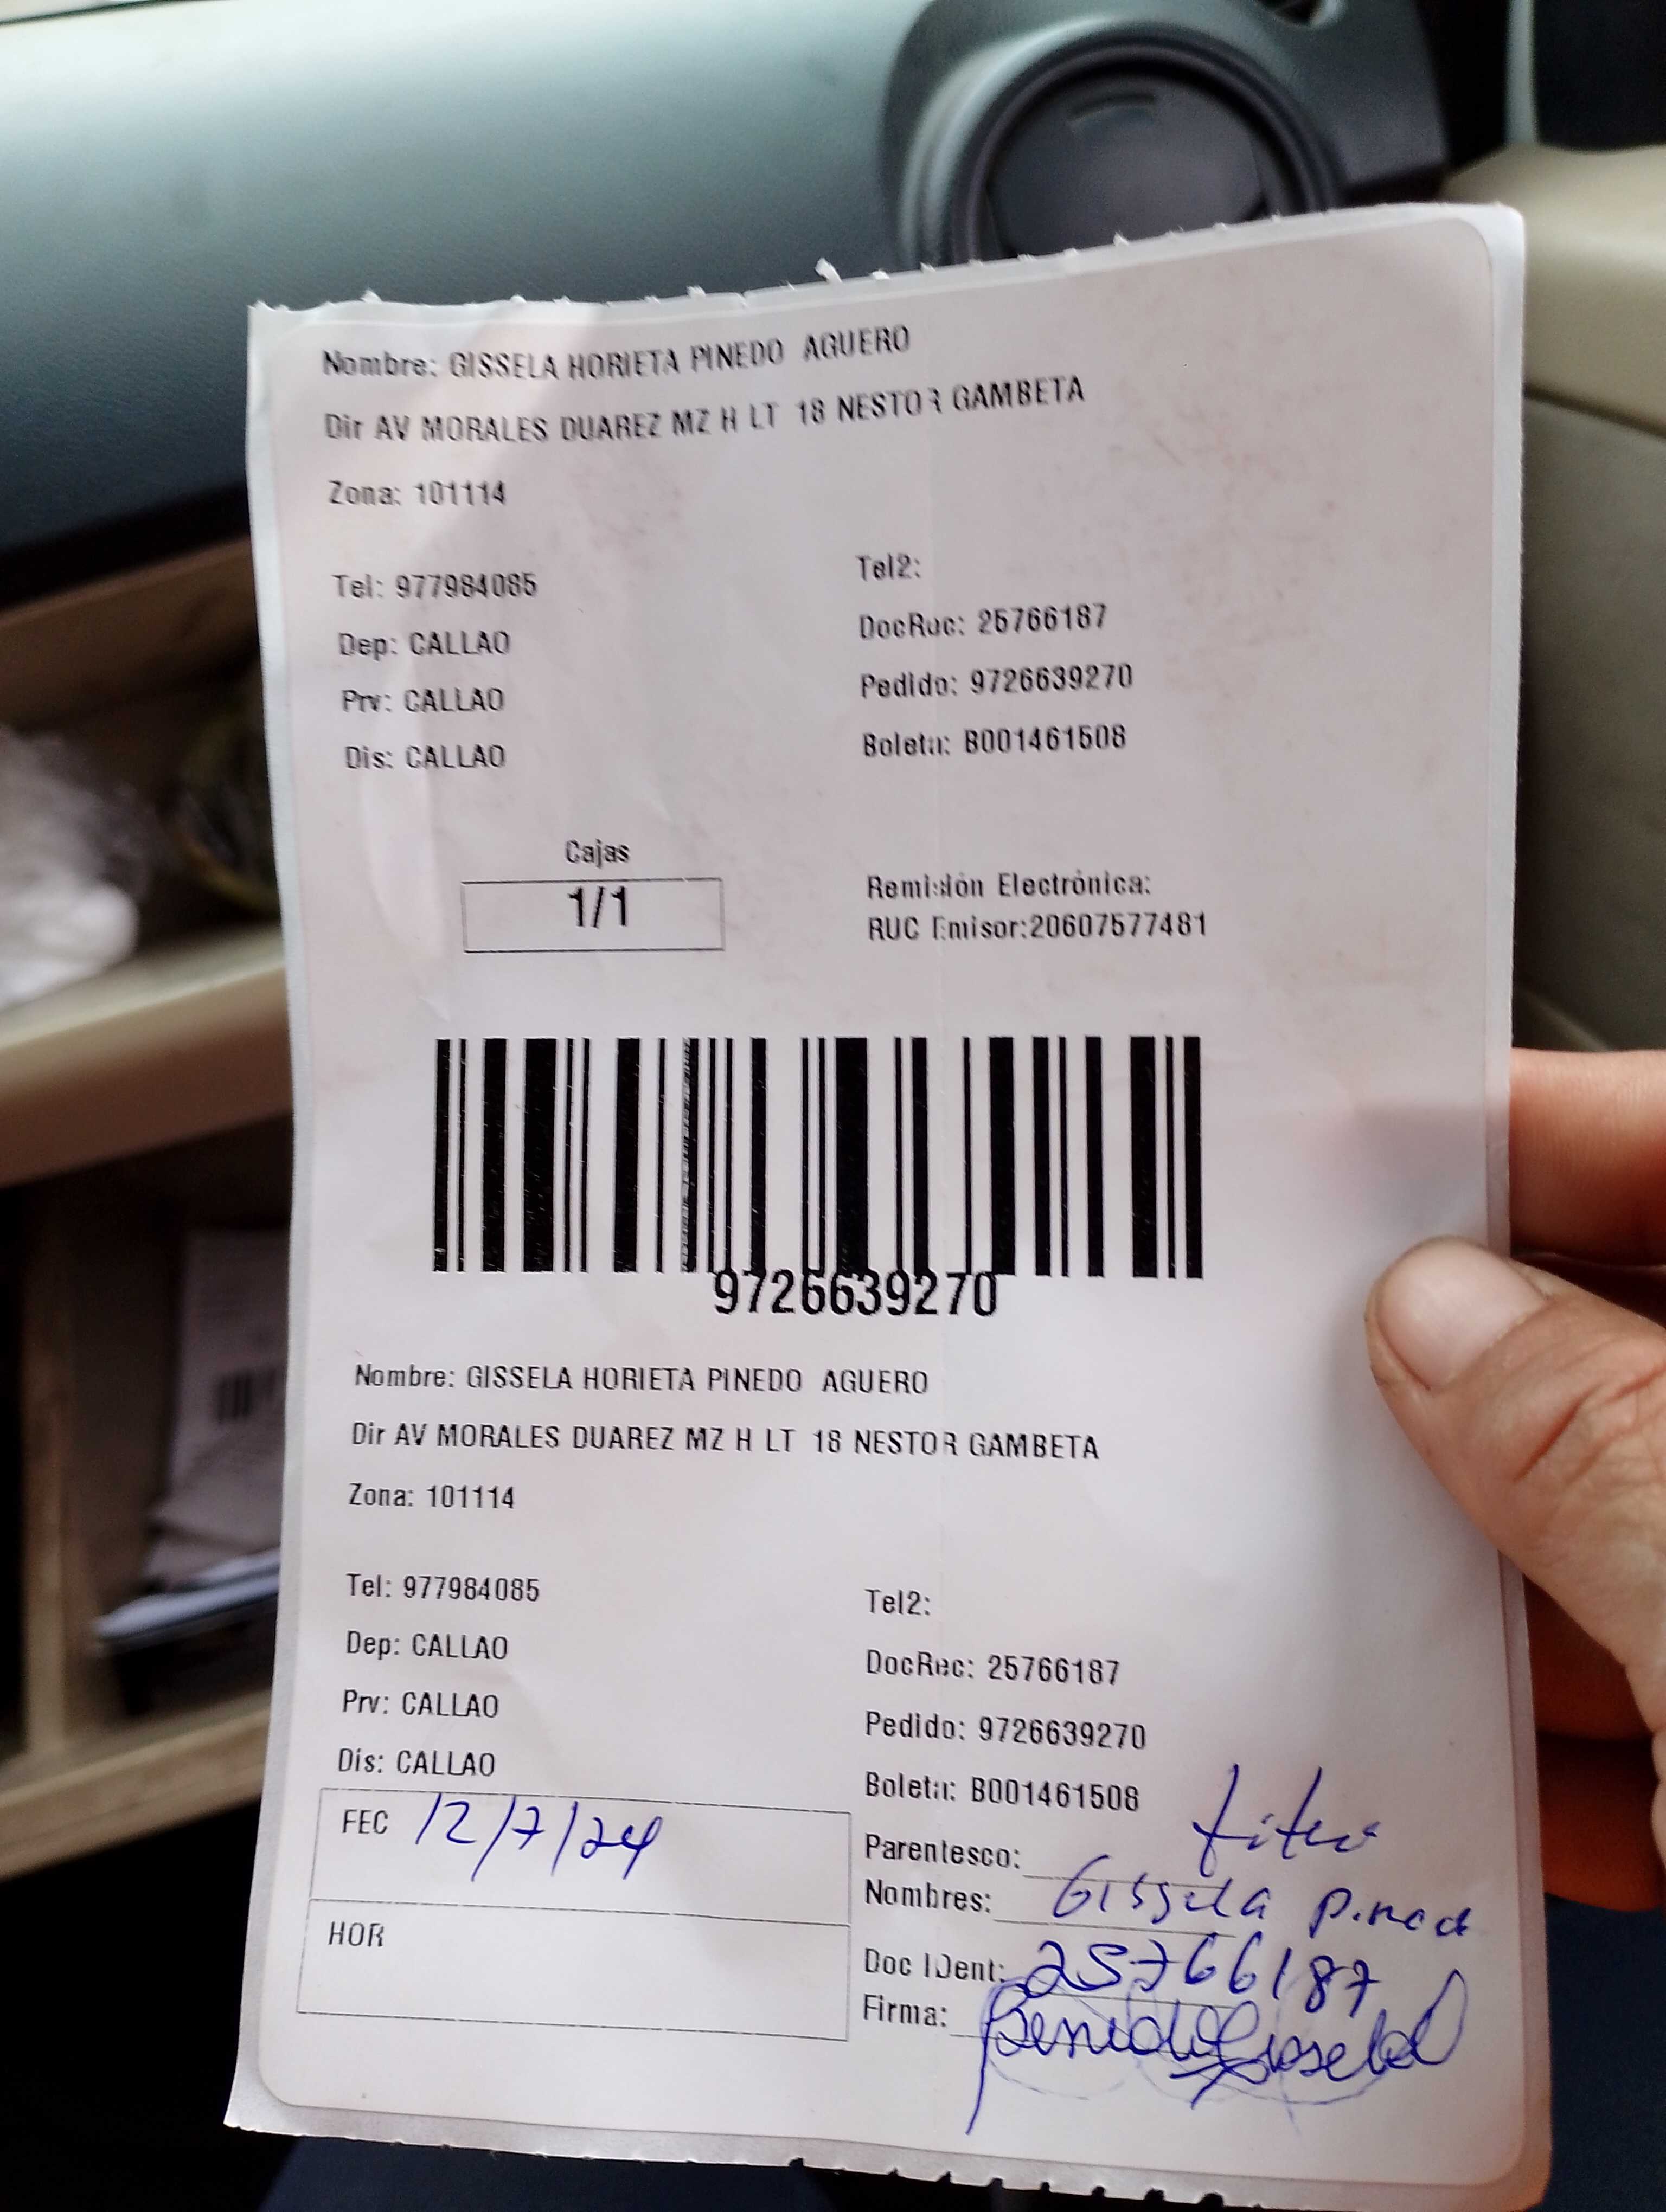 Nombre: GISSELA HORIETA PINEDO AGUERO
Dir AV MORALES DUAREZ MZ H LT 18 NESTOR GAMBETA
Zona: 101114
Tel: 977984085
Tel2:
Dep: CALLAO
DocRec: 25766187
Prv: CALLAO
Pedido: 9726639270
Dis: CALLAO
Boleta: B001461508
Cajas
1/1
Remisión Electrónica:
RUC Emisor:20607577481
9726639270
Nombre: GISSELA HORIETA PINEDO AGUERO
Dir AV MORALES DUAREZ MZ H LT 18 NESTOR GAMBETA
Zona: 101114
Tel: 977984085
Tel2:
Dep: CALLAO
DocRec: 25766187
Prv: CALLAO
Pedido: 9726639270
Dis: CALLAO
Boleta: B001461508
FEC 12/7/24
Parentesco:
Nombres: Gissela
HOR
Doc IDent: 25766187
Firma: